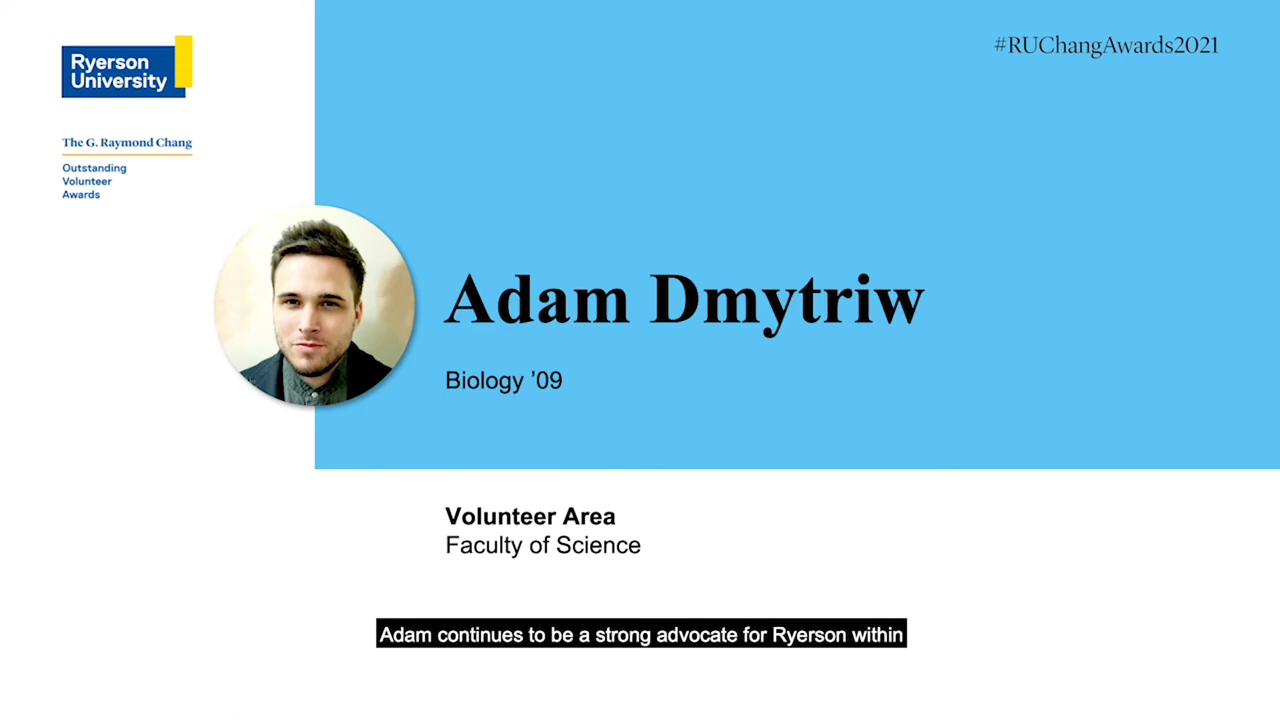 Ryerson
University
#RUChangAwards2021
The G. Raymond Chang
Outstanding
Volunteer
Awards
Adam Dmytriw
Biology ’09
Volunteer Area
Faculty of Science
Adam continues to be a strong advocate for Ryerson within